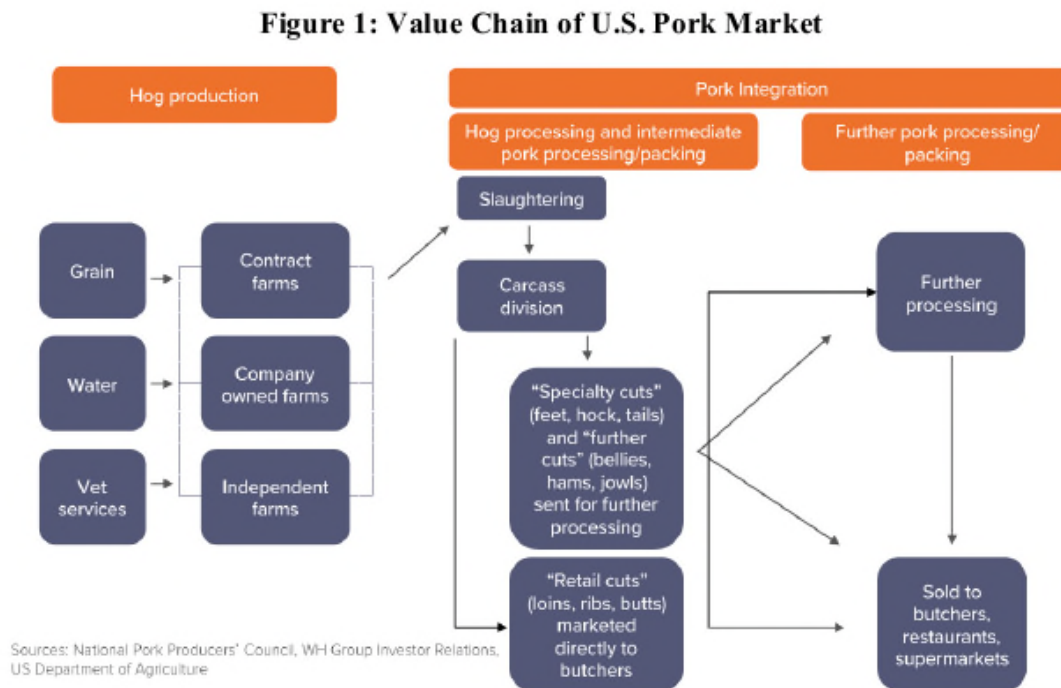 Figure 1: Value Chain of U.S. Pork Market
Hog production
Pork Integration
Hog processing and intermediate
pork processing/packing
Further pork processing/
packing
Slaughtering
Grain
Contract
farms
Carcass
division
Further
processing
Water
Company
owned farms
"Specialty cuts"
(feet, hock, tails)
and "further
cuts" (bellies,
hams, jowls)
sent for further
processing
Vet
services
Independent
farms
"Retail cuts"
(loins, ribs, butts)
marketed
directly to
butchers
Sold to
butchers,
restaurants,
supermarkets
Sources: National Pork Producers' Council, WH Group Investor Relations,
US Department of Agriculture